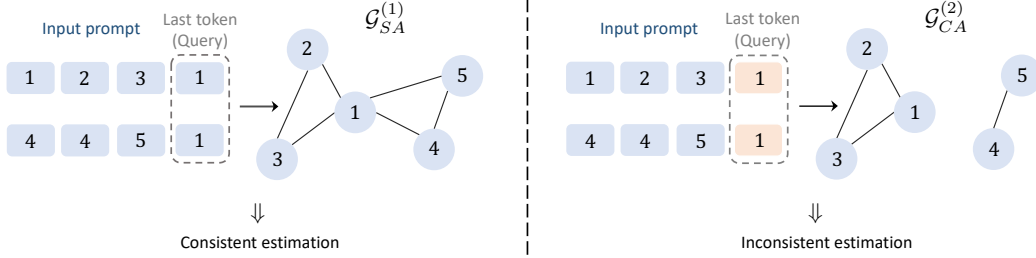 Input prompt
Last token
(Query)
1 2 3 1
4 4 5 1
$\mathcal{G}_{SA}^{(1)}$
2
5
1
3
4
⇓
Consistent estimation
Input prompt
Last token
(Query)
1 2 3 1
4 4 5 1
$\mathcal{G}_{CA}^{(2)}$
2
5
1
3
4
⇓
Inconsistent estimation